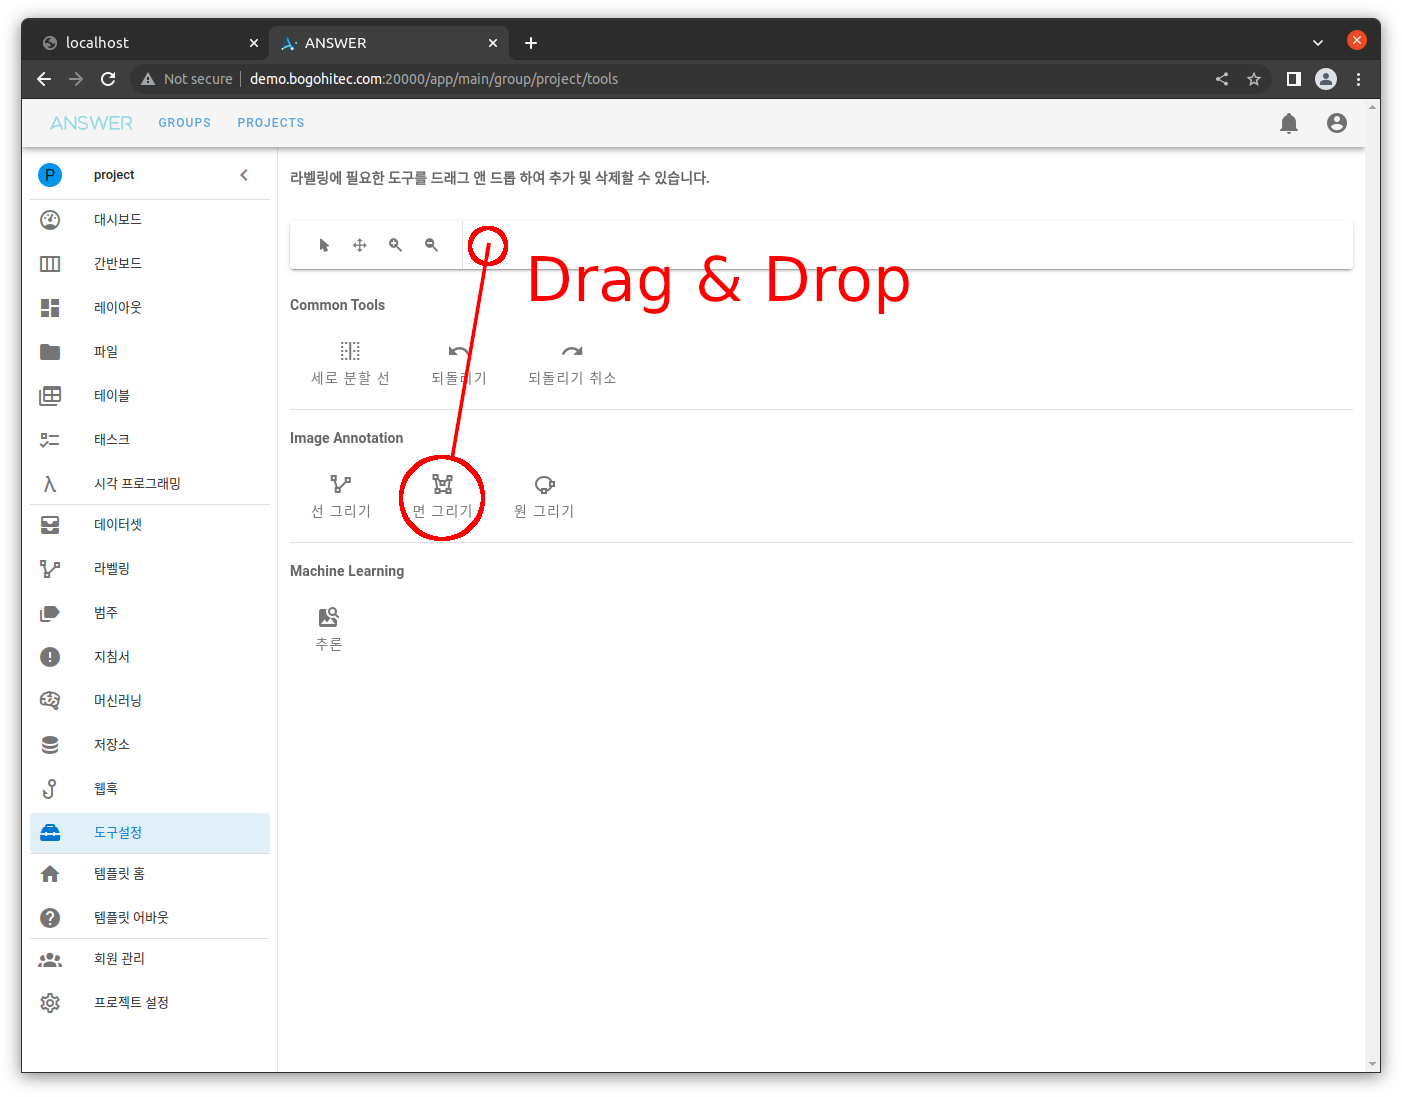 localhost
ANSWER
Not secure
demo.bogohitec.com:20000/app/main/group/project/tools
ANSWER
GROUPS
PROJECTS
P
project
대시보드
간반보드
레이아웃
파일
테이블
태스크
시각 프로그래밍
데이터셋
라벨링
범주
지침서
머신러닝
저장소
웹훅
도구설정
템플릿 홈
템플릿 어바웃
회원 관리
프로젝트 설정
라벨링에 필요한 도구를 드래그 앤 드롭 하여 추가 및 삭제할 수 있습니다.
Drag & Drop
Common Tools
세로 분할 선
되돌리기
되돌리기 취소
Image Annotation
선 그리기
면 그리기
원 그리기
Machine Learning
추론